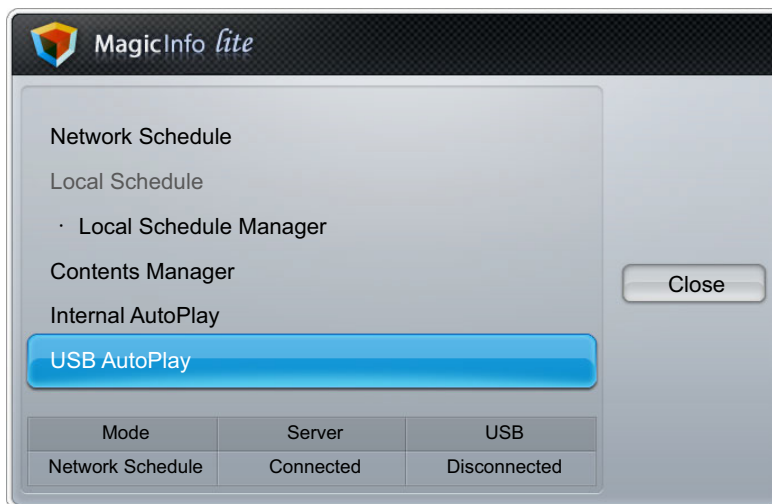 MagicInfo lite
Network Schedule
Local Schedule
· Local Schedule Manager
Contents Manager
Close
Internal AutoPlay
USB AutoPlay
Mode Server USB
Network Schedule Connected Disconnected